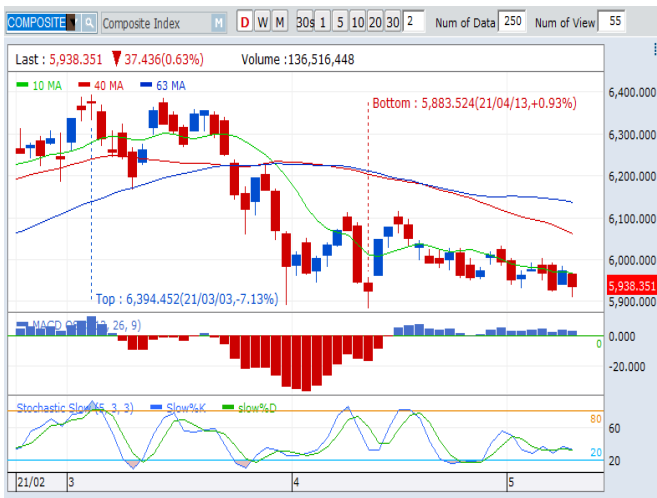 COMPOSITE Composite Index M D W M 30s 1 5 10 20 30 2 Num of Data 250 Num of View 55
Last : 5,938.351 ▼ 37.436(0.63%) Volume :136,516,448
10 MA 40 MA 63 MA
Bottom : 5,883.524(21/04/13,+0.93%)
Top : 6,394.452(21/03/03,-7.13%)
6,400.000
6,300.000
6,200.000
6,100.000
6,000.000
5,938.351
5,900.000
26, 9)
0 0.000
-20.000
Stochastic Slow(5, 3, 3) Slow%K slow%D
80
60
20
20
21/02 3 4 5